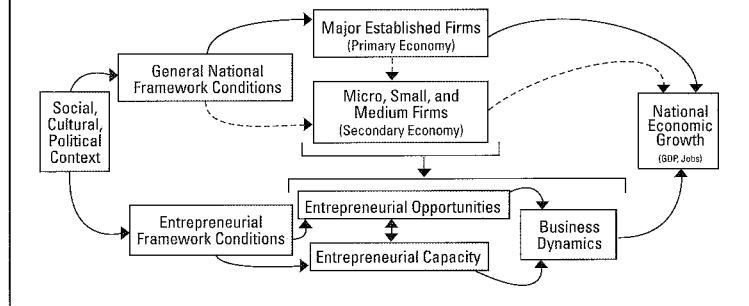 Major Established Firms
(Primary Economy)
General National
Framework Conditions
Micro, Small, and
Medium Firms
(Secondary Economy)
Social,
Cultural,
Political
Context
National
Economic
Growth
(GDP, Jobs)
Entrepreneurial Opportunities
Entrepreneurial
Framework Conditions
Business
Dynamics
Entrepreneurial Capacity